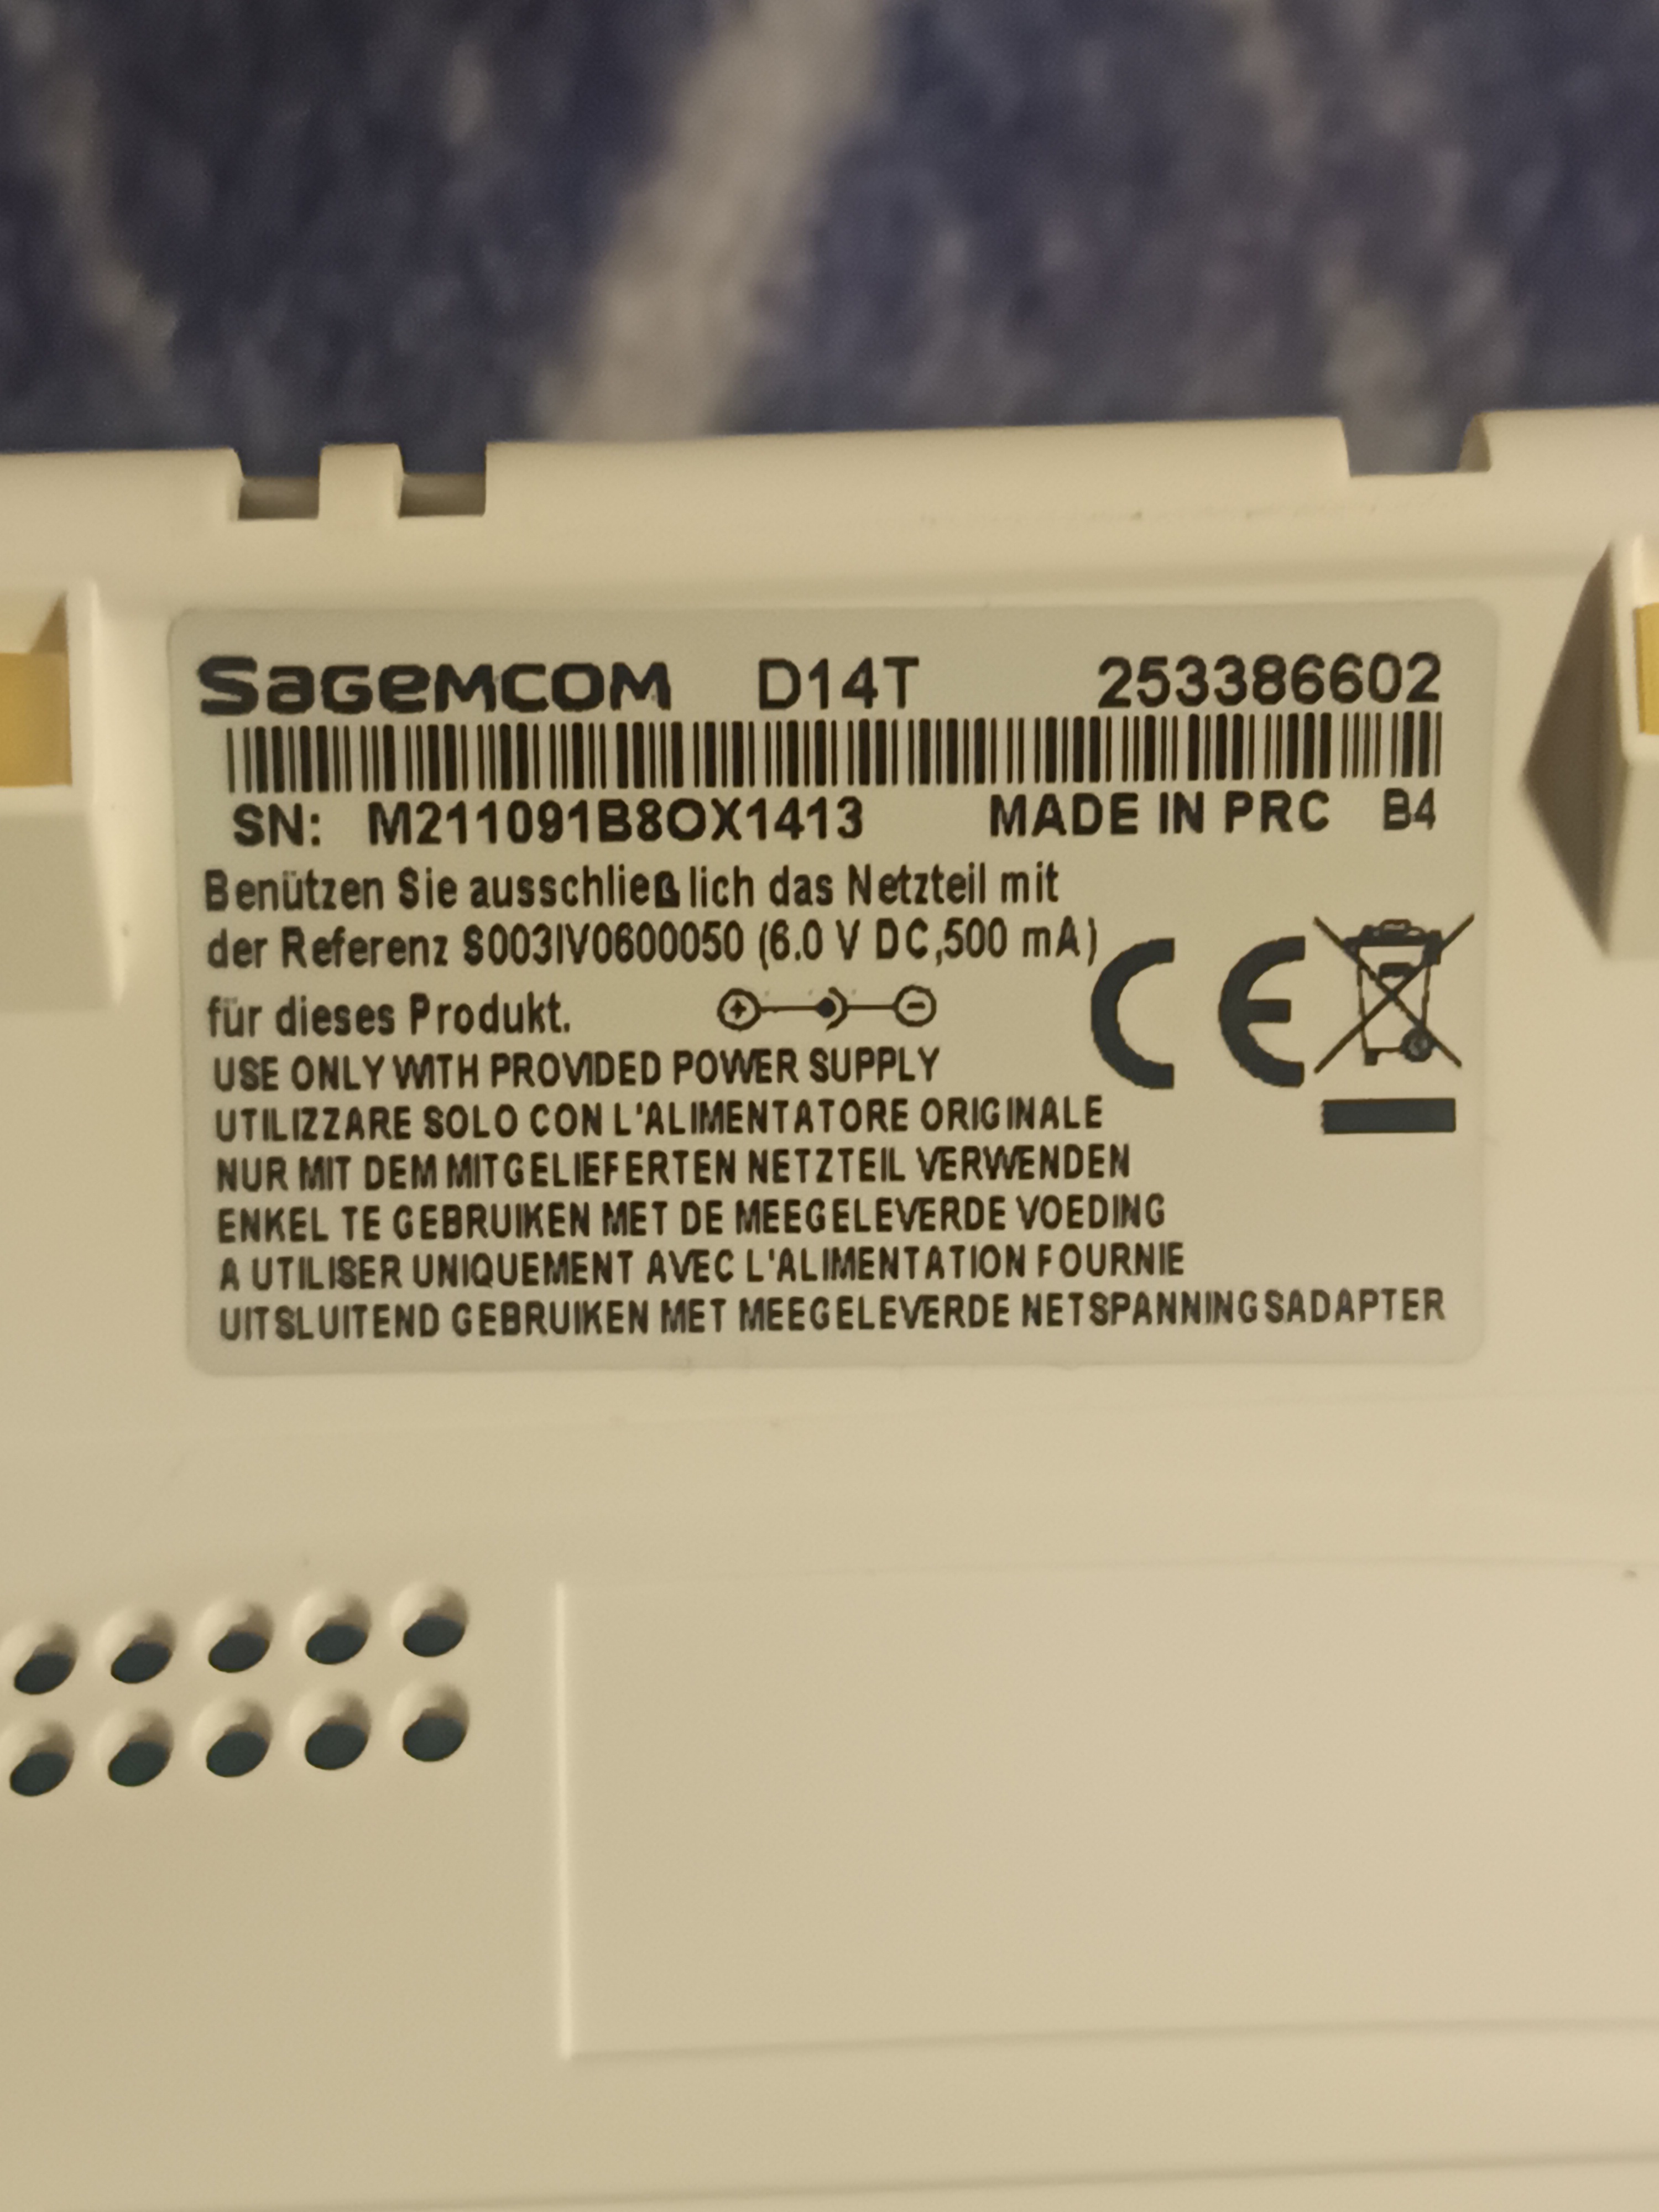 SAGEMCOM D14T 253386602
SN: M211091B8OX1413 MADE IN PRC B4
Benützen Sie ausschließ lich das Netzteil mit
der Referenz S003IV0600050 (6.0 V DC,500 mA)
für dieses Produkt.
USE ONLY WITH PROVIDED POWER SUPPLY
UTILIZZARE SOLO CON L'ALIMENTATORE ORIGINALE
NUR MIT DEM MITGELIEFERTEN NETZTEIL VERWENDEN
ENKEL TE GEBRUIKEN MET DE MEEGELEVERDE VOEDING
A UTILISER UNIQUEMENT AVEC L'ALIMENTATION FOURNIE
UITSLUITEND GEBRUIKEN MET MEEGELEVERDE NETSPANNINGSADAPTER
CE